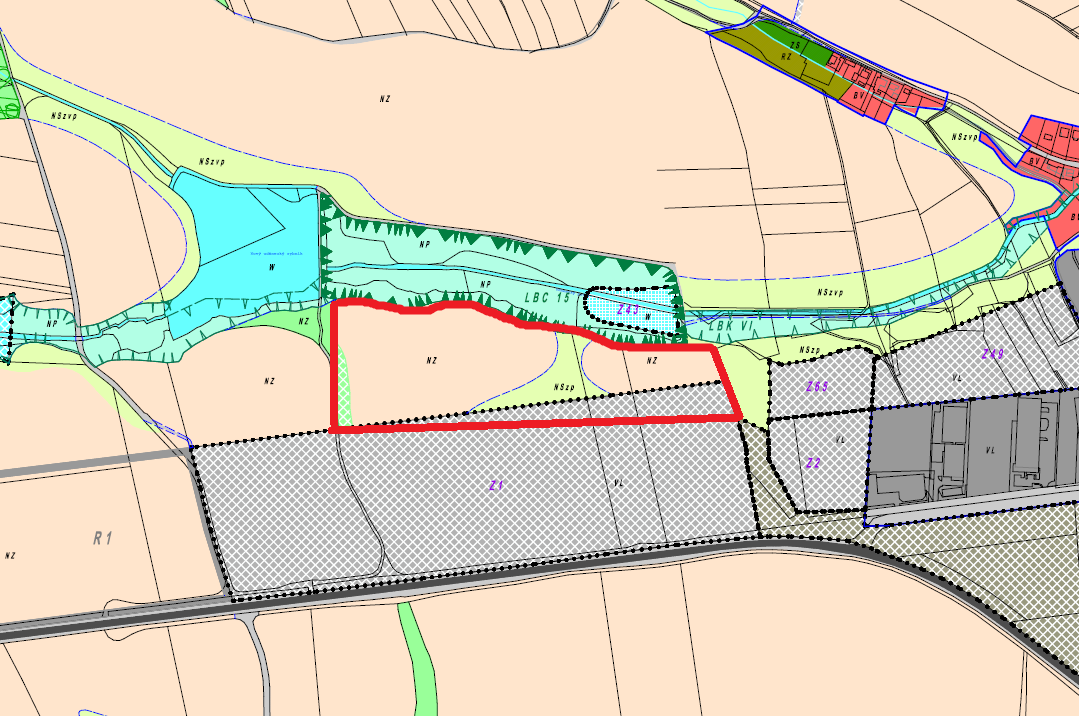 ZS
RZ
BV
NZ
NSzvp
NSzvp
NSzvp
BV
BV
NP
W
NP
LBC 15
Z43
W
NSzvp
LBK VI
NP
NZ
NZ
NZ
NZ
NSzp
NSzp
Z49
VL
Z65
VL
Z2
VL
Z1
VL
R1
NZ